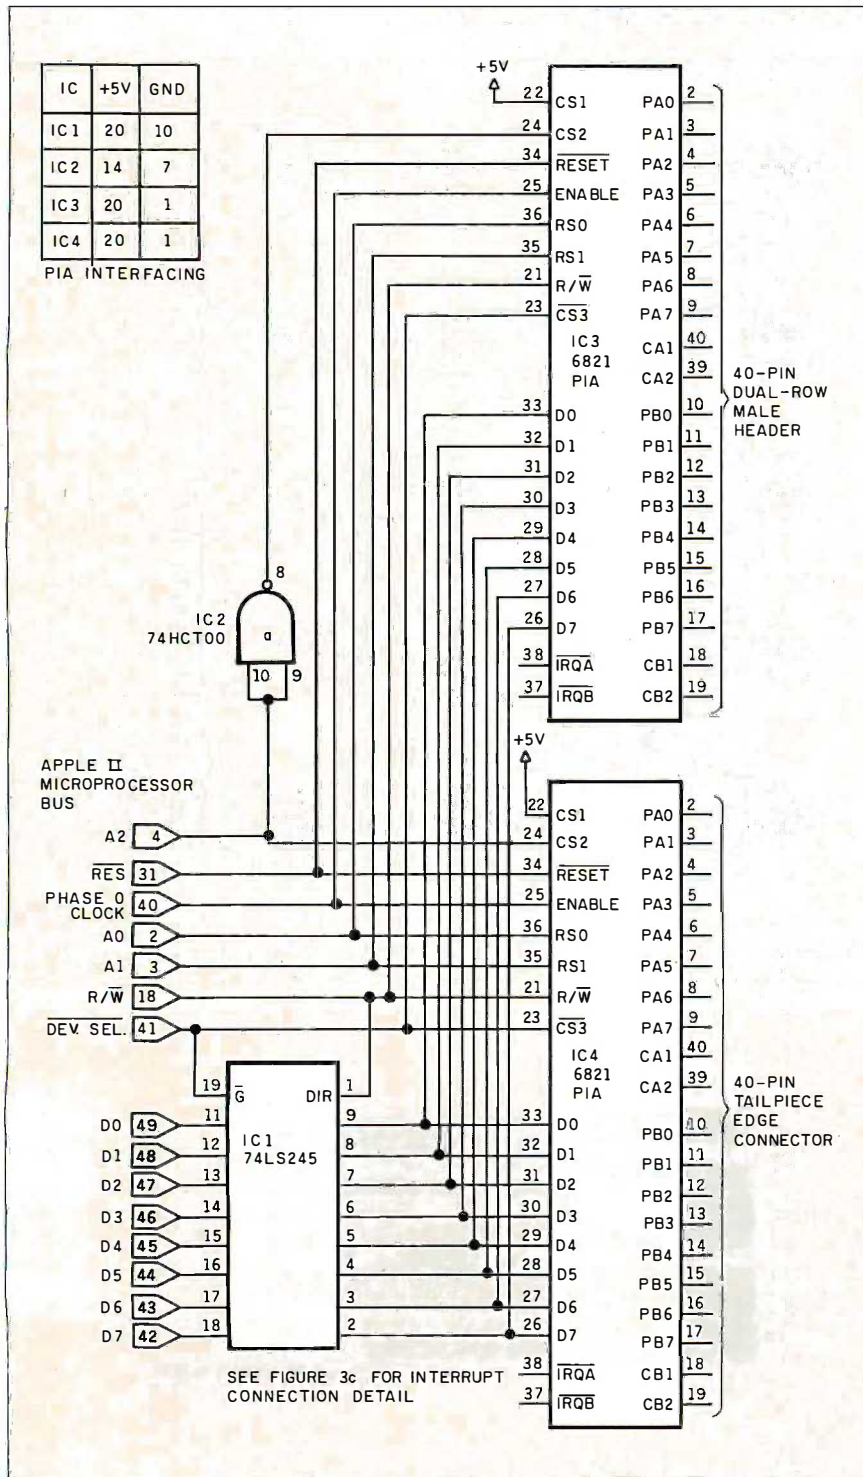 IC +5V GND
IC1 20 10
IC2 14 7
IC3 20 1
IC4 20 1
PIA INTERFACING
+5V
22 CS1 PA0 2
24 CS2 PA1 3
34 RESET PA2 4
25 ENABLE PA3 5
36 RS0 PA4 6
35 RS1 PA5 7
21 R/W PA6 8
23 CS3 PA7 9
IC3
6821
PIA
CA1 40
CA2 39
33 D0 PB0 10
32 D1 PB1 11
31 D2 PB2 12
30 D3 PB3 13
29 D4 PB4 14
28 D5 PB5 15
27 D6 PB6 16
26 D7 PB7 17
38 IRQA CB1 18
37 IRQB CB2 19
40-PIN
DUAL-ROW
MALE
HEADER
8
IC2
74HCT00
a
10 9
APPLE II
MICROPROCESSOR
BUS
A2 4
RES 31
PHASE 0
CLOCK 40
A0 2
A1 3
R/W 18
DEV. SEL. 41
19 G DIR 1
IC1
74LS245
D0 49 11 9
D1 48 12 8
D2 47 13 7
D3 46 14 6
D4 45 15 5
D5 44 16 4
D6 43 17 3
D7 42 18 2
SEE FIGURE 3c FOR INTERRUPT
CONNECTION DETAIL
+5V
22 CS1 PA0 2
24 CS2 PA1 3
34 RESET PA2 4
25 ENABLE PA3 5
36 RS0 PA4 6
35 RS1 PA5 7
21 R/W PA6 8
23 CS3 PA7 9
IC4
6821
PIA
CA1 40
CA2 39
33 D0 PB0 10
32 D1 PB1 11
31 D2 PB2 12
30 D3 PB3 13
29 D4 PB4 14
28 D5 PB5 15
27 D6 PB6 16
26 D7 PB7 17
38 IRQA CB1 18
37 IRQB CB2 19
40-PIN
TAILPIECE
EDGE
CONNECTOR